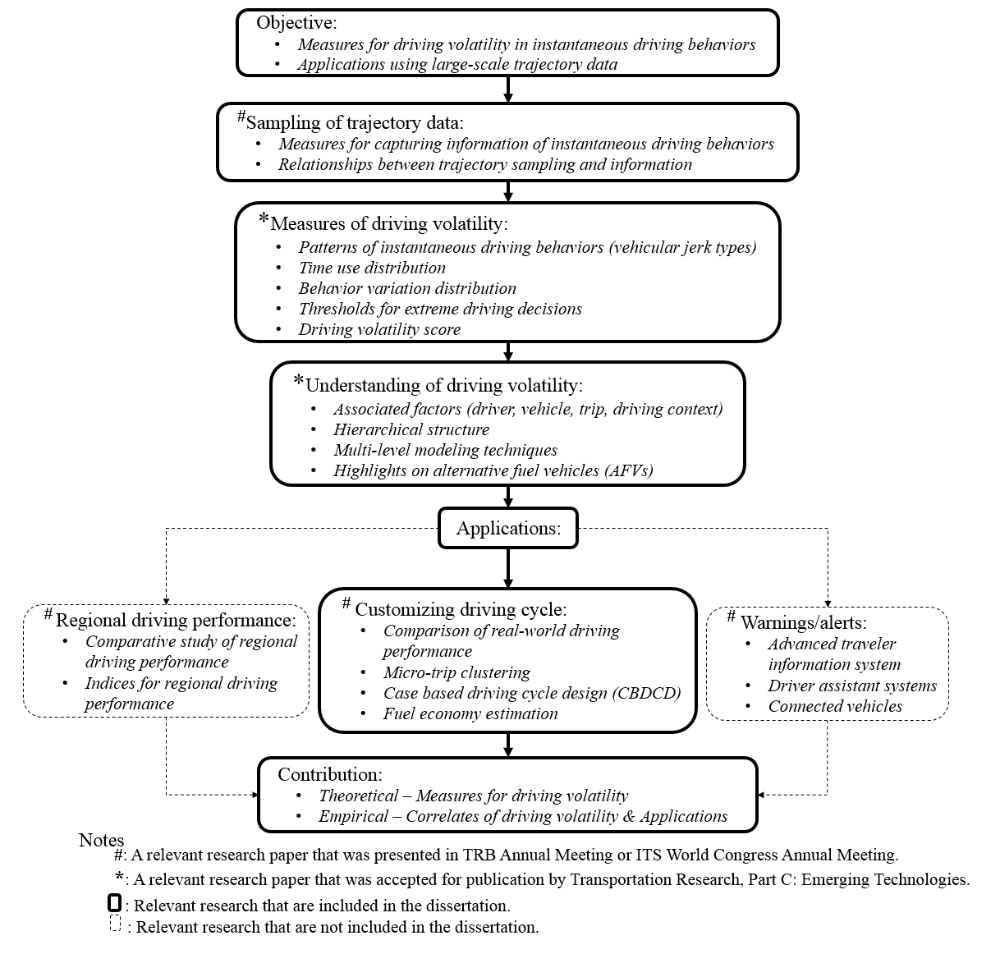 Objective:
• Measures for driving volatility in instantaneous driving behaviors
• Applications using large-scale trajectory data
#Sampling of trajectory data:
• Measures for capturing information of instantaneous driving behaviors
• Relationships between trajectory sampling and information
*Measures of driving volatility:
• Patterns of instantaneous driving behaviors (vehicular jerk types)
• Time use distribution
• Behavior variation distribution
• Thresholds for extreme driving decisions
• Driving volatility score
*Understanding of driving volatility:
• Associated factors (driver, vehicle, trip, driving context)
• Hierarchical structure
• Multi-level modeling techniques
• Highlights on alternative fuel vehicles (AFVs)
Applications:
# Regional driving performance:
• Comparative study of regional
driving performance
• Indices for regional driving
performance
# Customizing driving cycle:
• Comparison of real-world driving
performance
• Micro-trip clustering
• Case based driving cycle design (CBDCD)
• Fuel economy estimation
# Warnings/alerts:
• Advanced traveler
information system
• Driver assistant systems
• Connected vehicles
Contribution:
• Theoretical – Measures for driving volatility
• Empirical – Correlates of driving volatility & Applications
Notes
#: A relevant research paper that was presented in TRB Annual Meeting or ITS World Congress Annual Meeting.
*: A relevant research paper that was accepted for publication by Transportation Research, Part C: Emerging Technologies.
: Relevant research that are included in the dissertation.
: Relevant research that are not included in the dissertation.